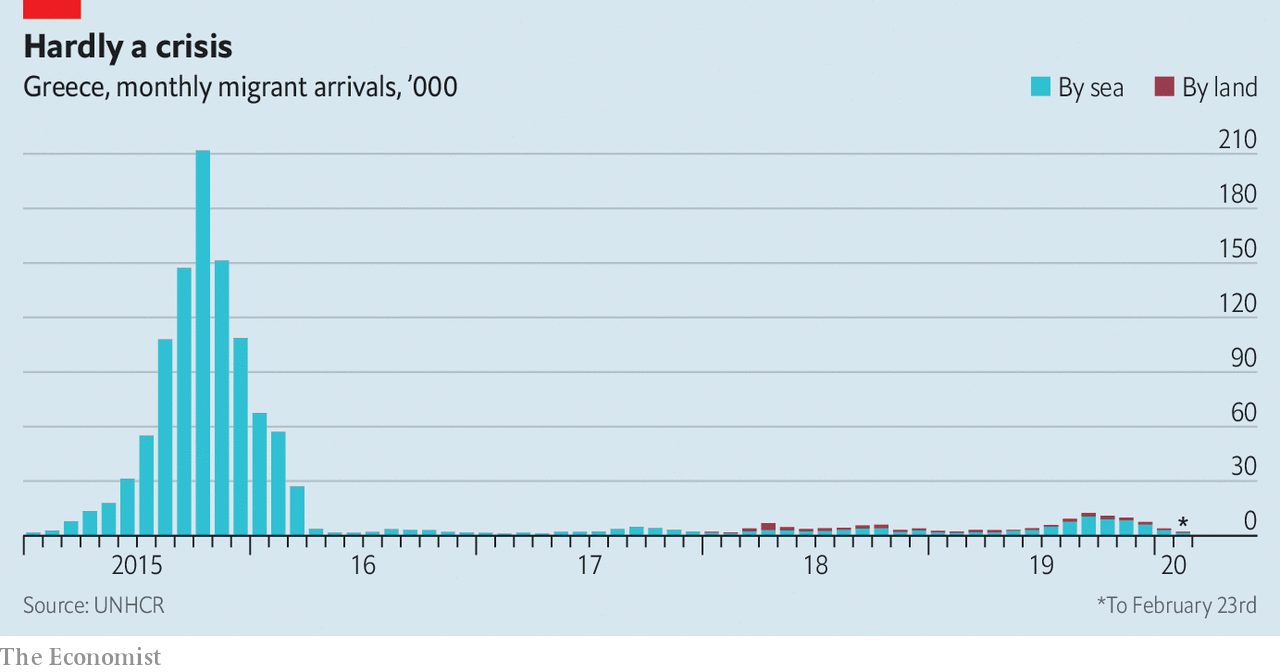 Hardly a crisis
Greece, monthly migrant arrivals, ’000
By sea
By land
210
180
150
120
90
60
30
0
*
2015
16
17
18
19
20
Source: UNHCR
*To February 23rd
The Economist